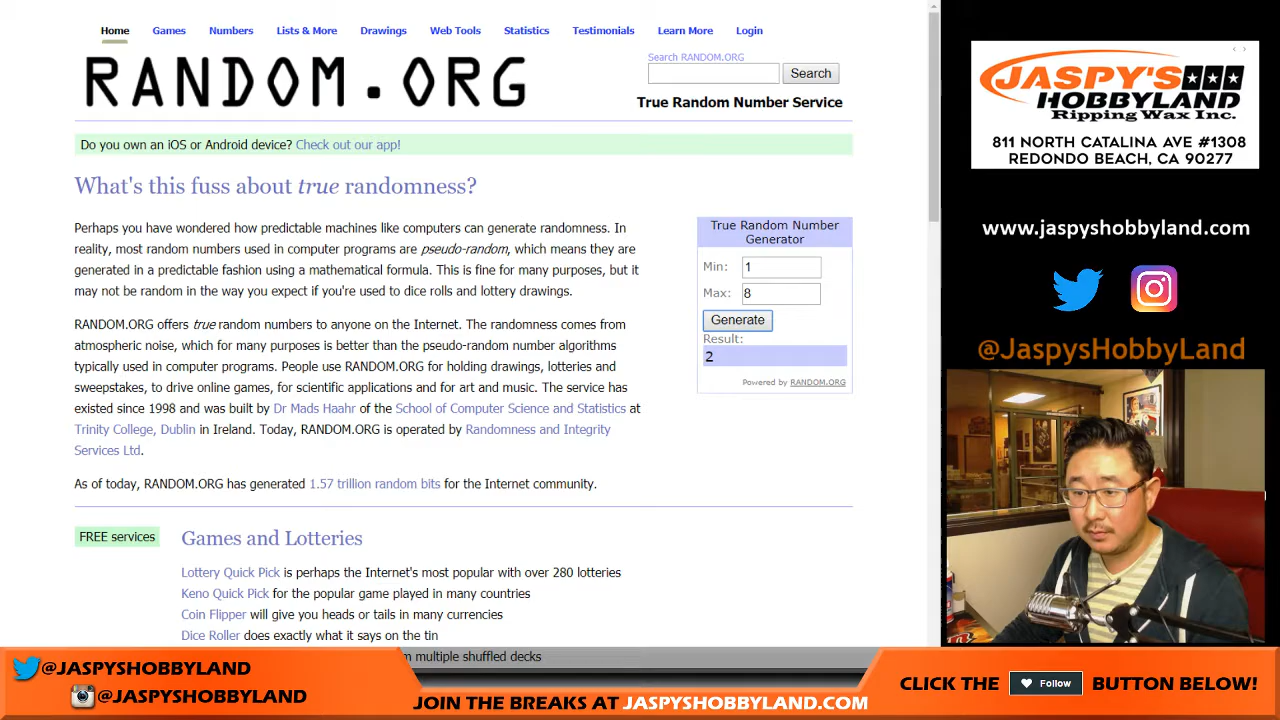 Home Games Numbers Lists & More Drawings Web Tools Statistics Testimonials Learn More Login
RANDOM.ORG
Search RANDOM.ORG
Search
True Random Number Service
Do you own an iOS or Android device? Check out our app!
What's this fuss about true randomness?
Perhaps you have wondered how predictable machines like computers can generate randomness. In
reality, most random numbers used in computer programs are pseudo-random, which means they are
generated in a predictable fashion using a mathematical formula. This is fine for many purposes, but it
may not be random in the way you expect if you're used to dice rolls and lottery drawings.
RANDOM.ORG offers true random numbers to anyone on the Internet. The randomness comes from
atmospheric noise, which for many purposes is better than the pseudo-random number algorithms
typically used in computer programs. People use RANDOM.ORG for holding drawings, lotteries and
sweepstakes, to drive online games, for scientific applications and for art and music. The service has
existed since 1998 and was built by Dr Mads Haahr of the School of Computer Science and Statistics at
Trinity College, Dublin in Ireland. Today, RANDOM.ORG is operated by Randomness and Integrity
Services Ltd.
As of today, RANDOM.ORG has generated 1.57 trillion random bits for the Internet community.
True Random Number
Generator
Min: 1
Max: 8
Generate
Result:
2
Powered by RANDOM.ORG
FREE services
Games and Lotteries
Lottery Quick Pick is perhaps the Internet's most popular with over 280 lotteries
Keno Quick Pick for the popular game played in many countries
Coin Flipper will give you heads or tails in many currencies
Dice Roller does exactly what it says on the tin
m multiple shuffled decks
JASPY'S
HOBBYLAND
Ripping Wax Inc.
811 NORTH CATALINA AVE #1308
REDONDO BEACH, CA 90277
www.jaspyshobbyland.com
@JaspysHobbyLand
@JASPYSHOBBYLAND
@JASPYSHOBBYLAND
JOIN THE BREAKS AT JASPYSHOBBYLAND.COM
CLICK THE Follow BUTTON BELOW!